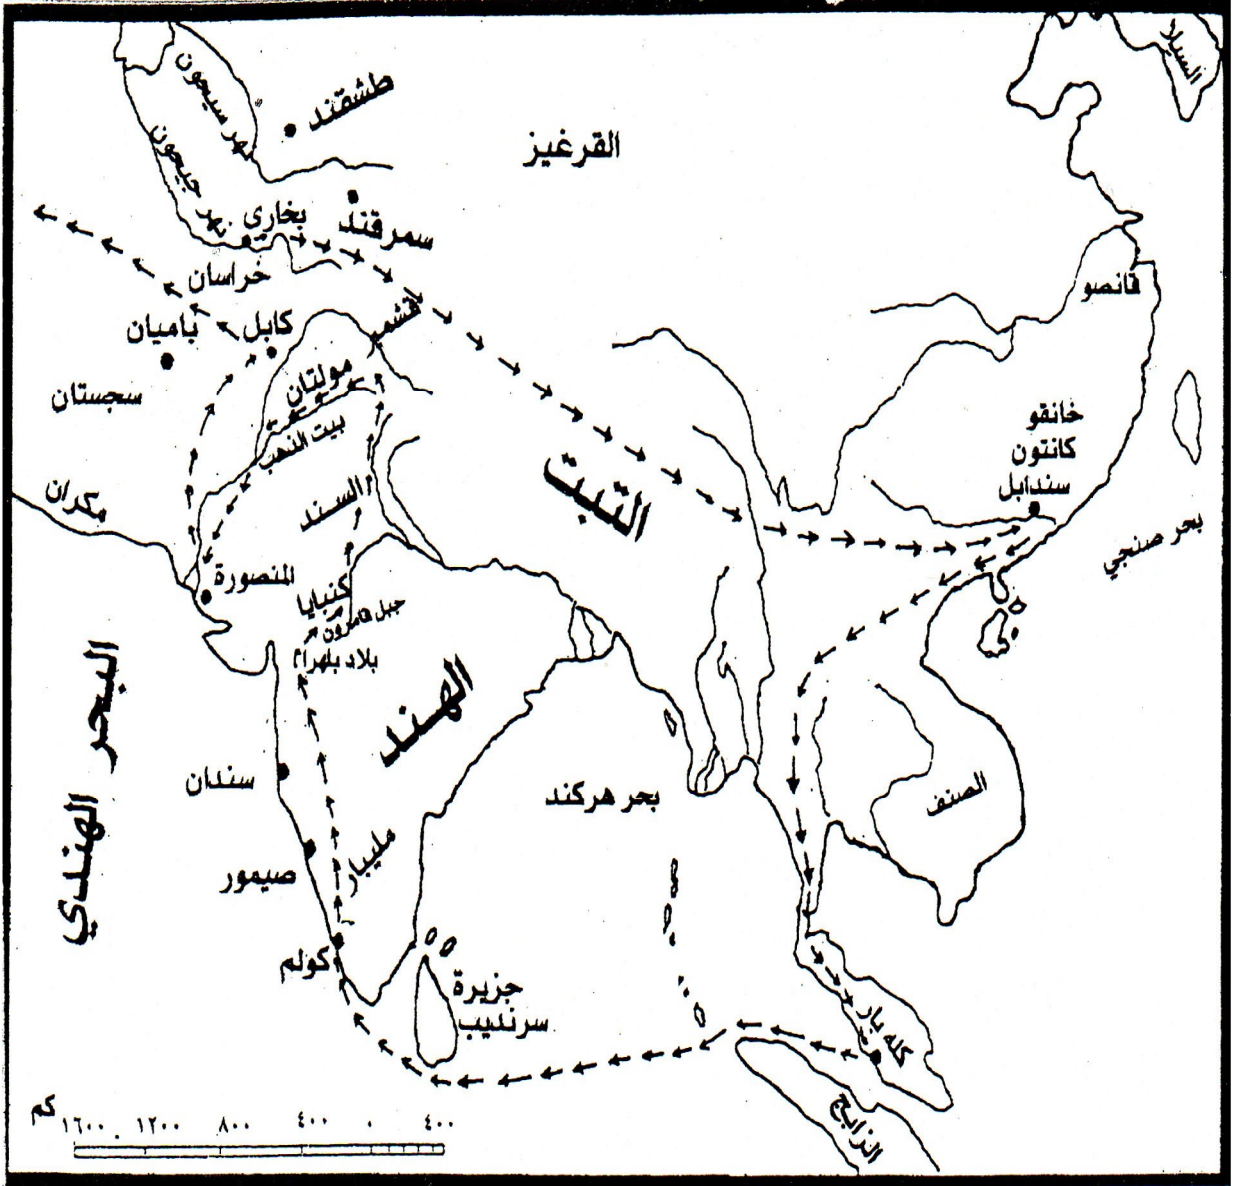 السيلا
طشقند
نهر سيحون
القرغيز
نهر جيحون
بخارى
سمرقند
خراسان
قانصو
قشمير
كابل
باميان
مولتان
سجستان
خانقو
كانتون
سندابل
بيت الذهب
التبت
السند
مكران
بحر صنجي
المنصورة
كنبايا
جبل قامرون
بلاد بلهرا
البحر الهندي
الهند
سندان
بحر هركند
الصنف
مليبار
صيمور
كولم
جزيرة
سرنديب
كله بار
الزابج
كم ١٦٠٠ ١٢٠٠ ٨٠٠ ٤٠٠ ٠ ٤٠٠